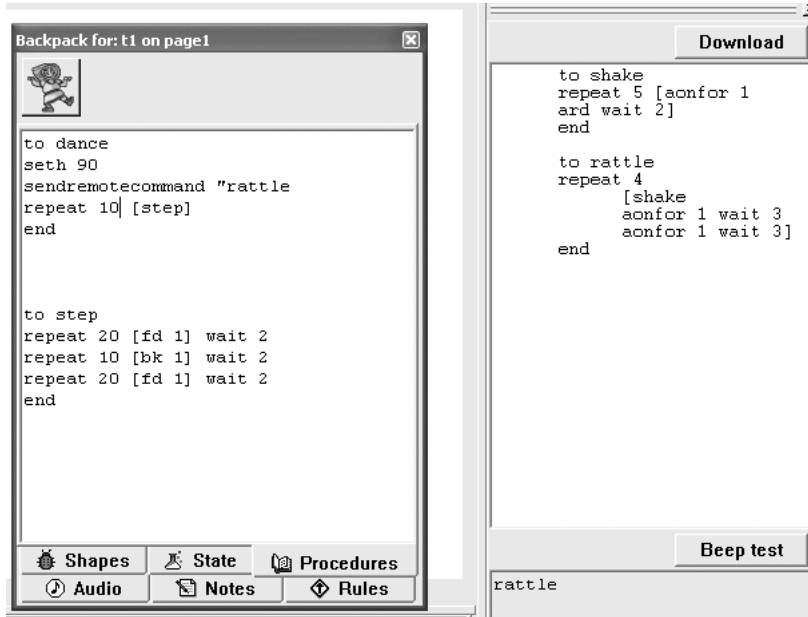 Backpack for: t1 on page1
to dance
seth 90
sendremotecommand "rattle
repeat 10 [step]
end
to step
repeat 20 [fd 1] wait 2
repeat 10 [bk 1] wait 2
repeat 20 [fd 1] wait 2
end
Shapes State Procedures
Audio Notes Rules
Download
to shake
repeat 5 [aonfor 1
ard wait 2]
end
to rattle
repeat 4
[shake
aonfor 1 wait 3
aonfor 1 wait 3]
end
Beep test
rattle